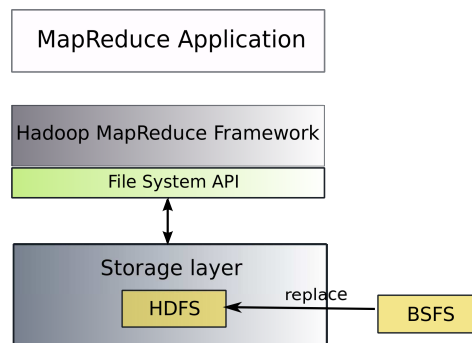 MapReduce Application
Hadoop MapReduce Framework
File System API
Storage layer
HDFS
replace
BSFS